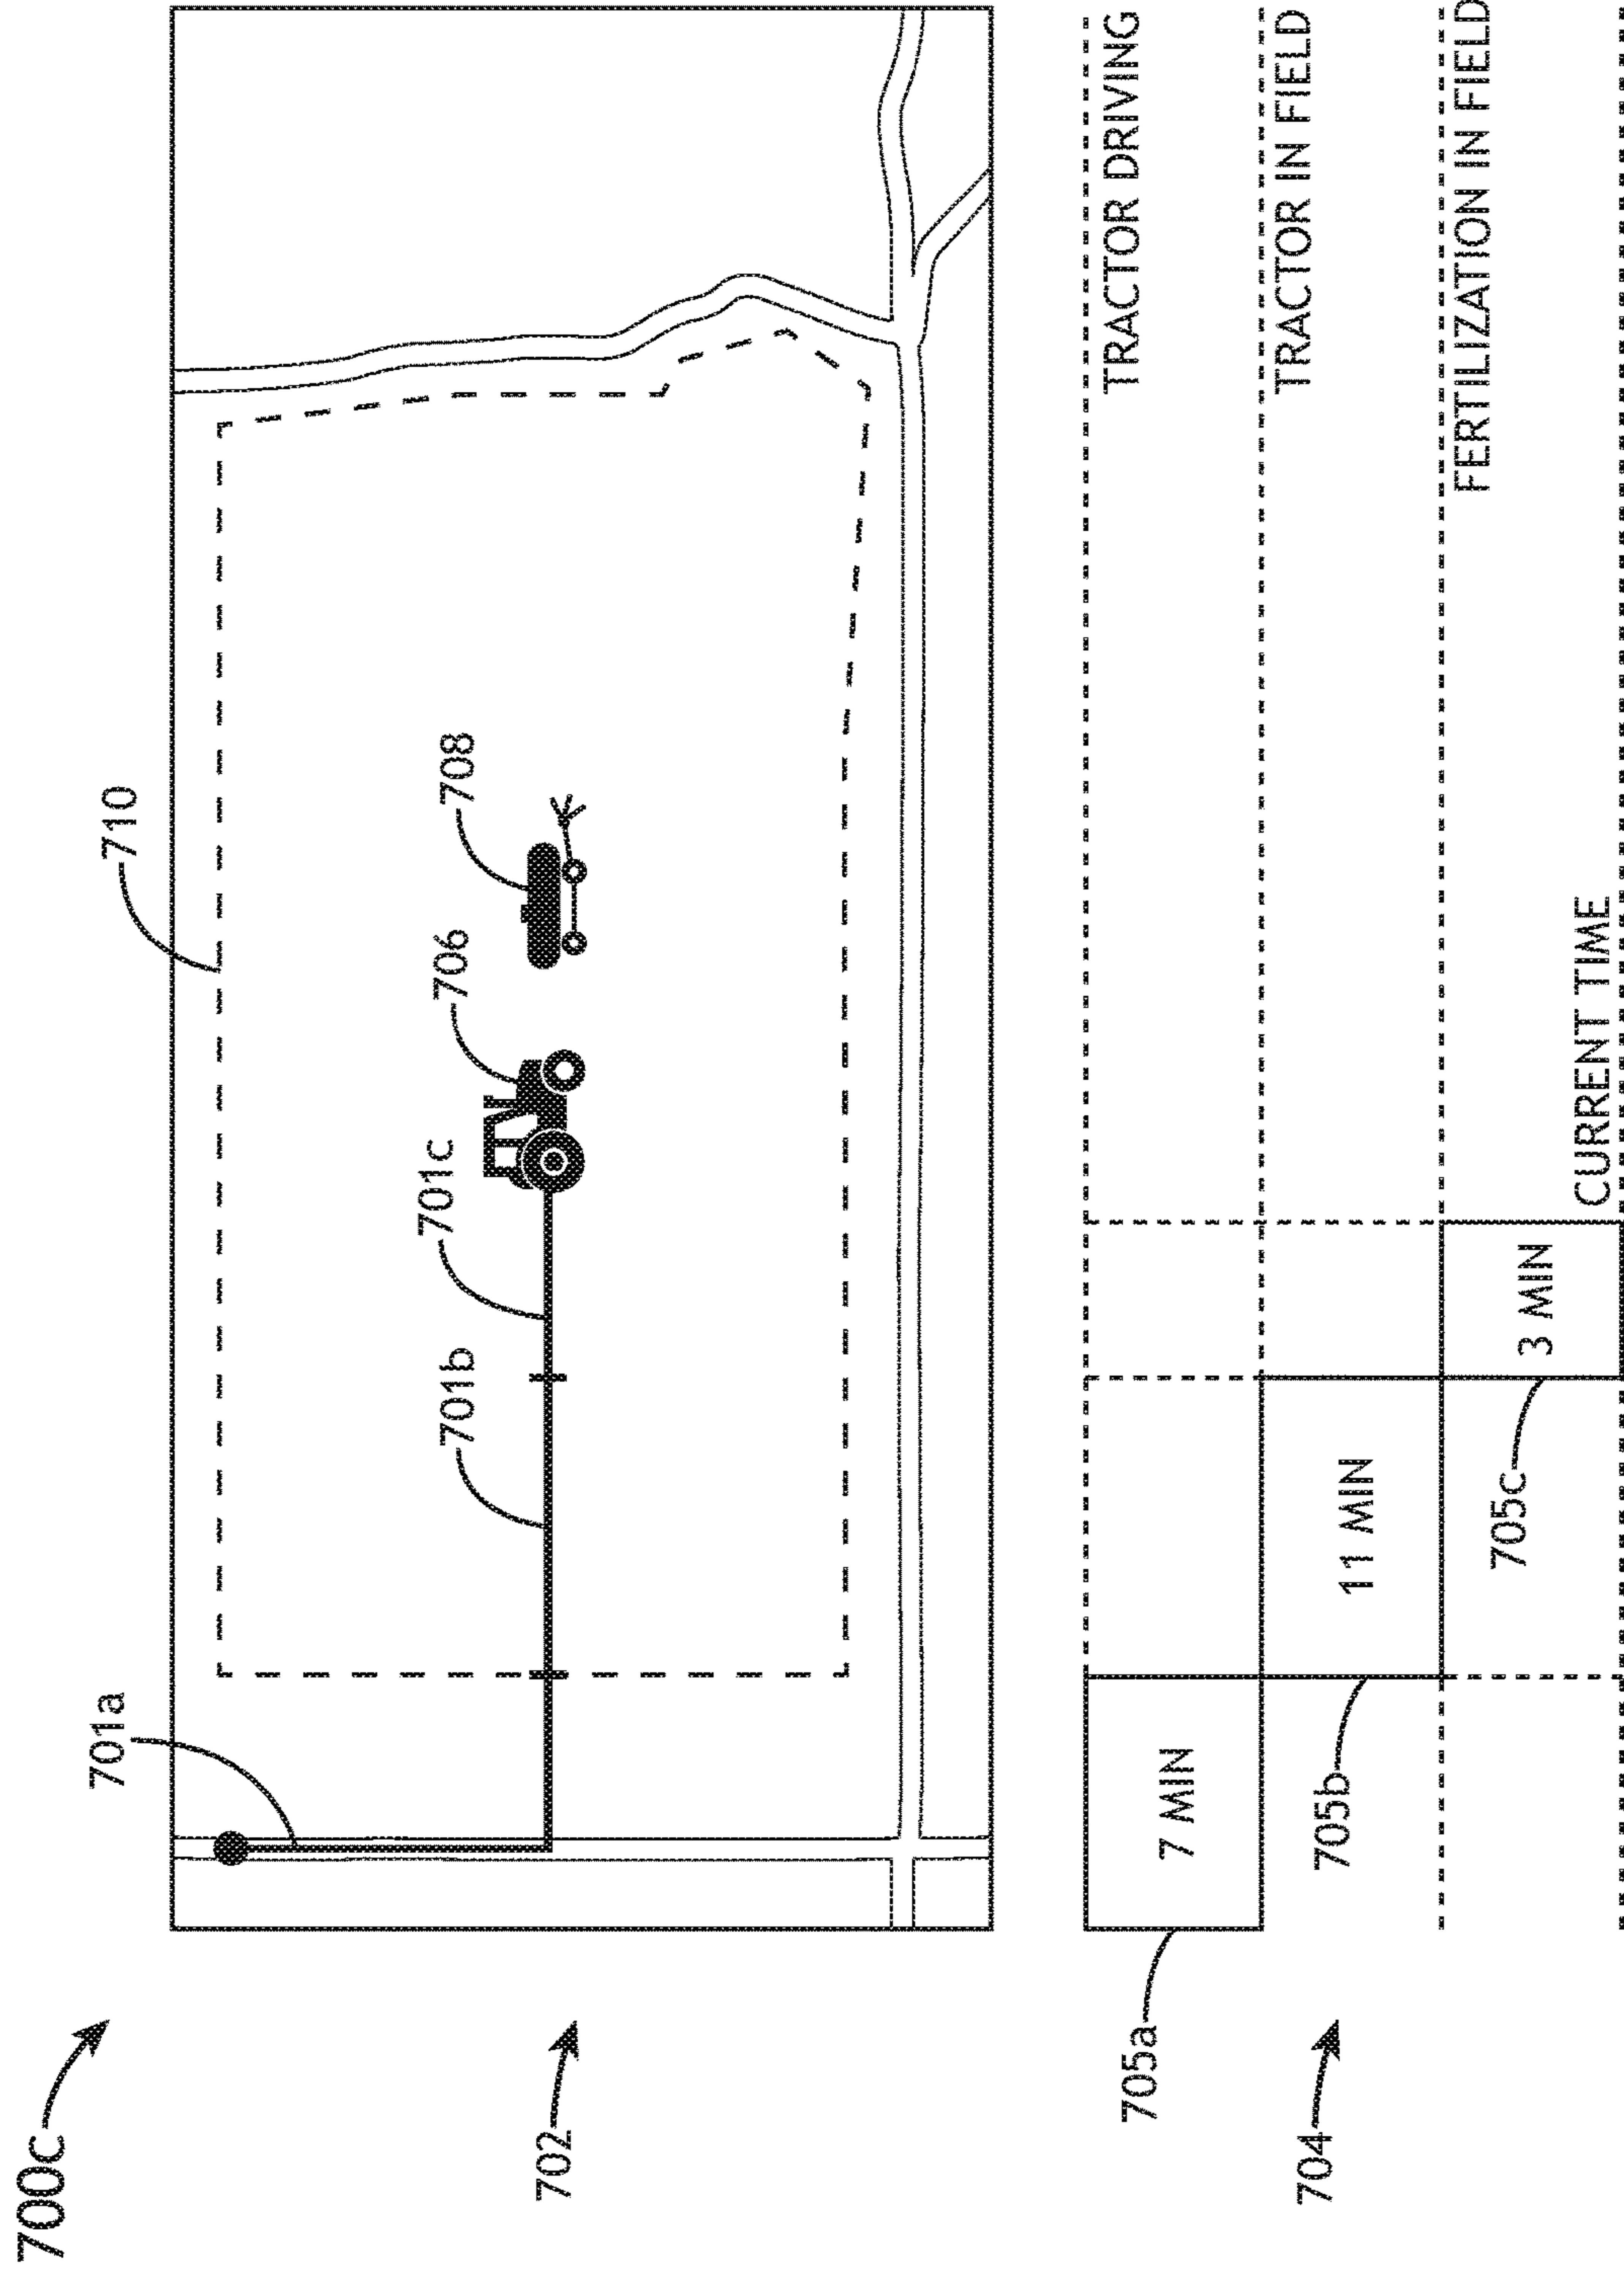 700c
710
701a
701b
701c
706
708
702
TRACTOR DRIVING
7 MIN
705a
TRACTOR IN FIELD
11 MIN
705b
704
FERTILIZATION IN FIELD
3 MIN
705c
CURRENT TIME